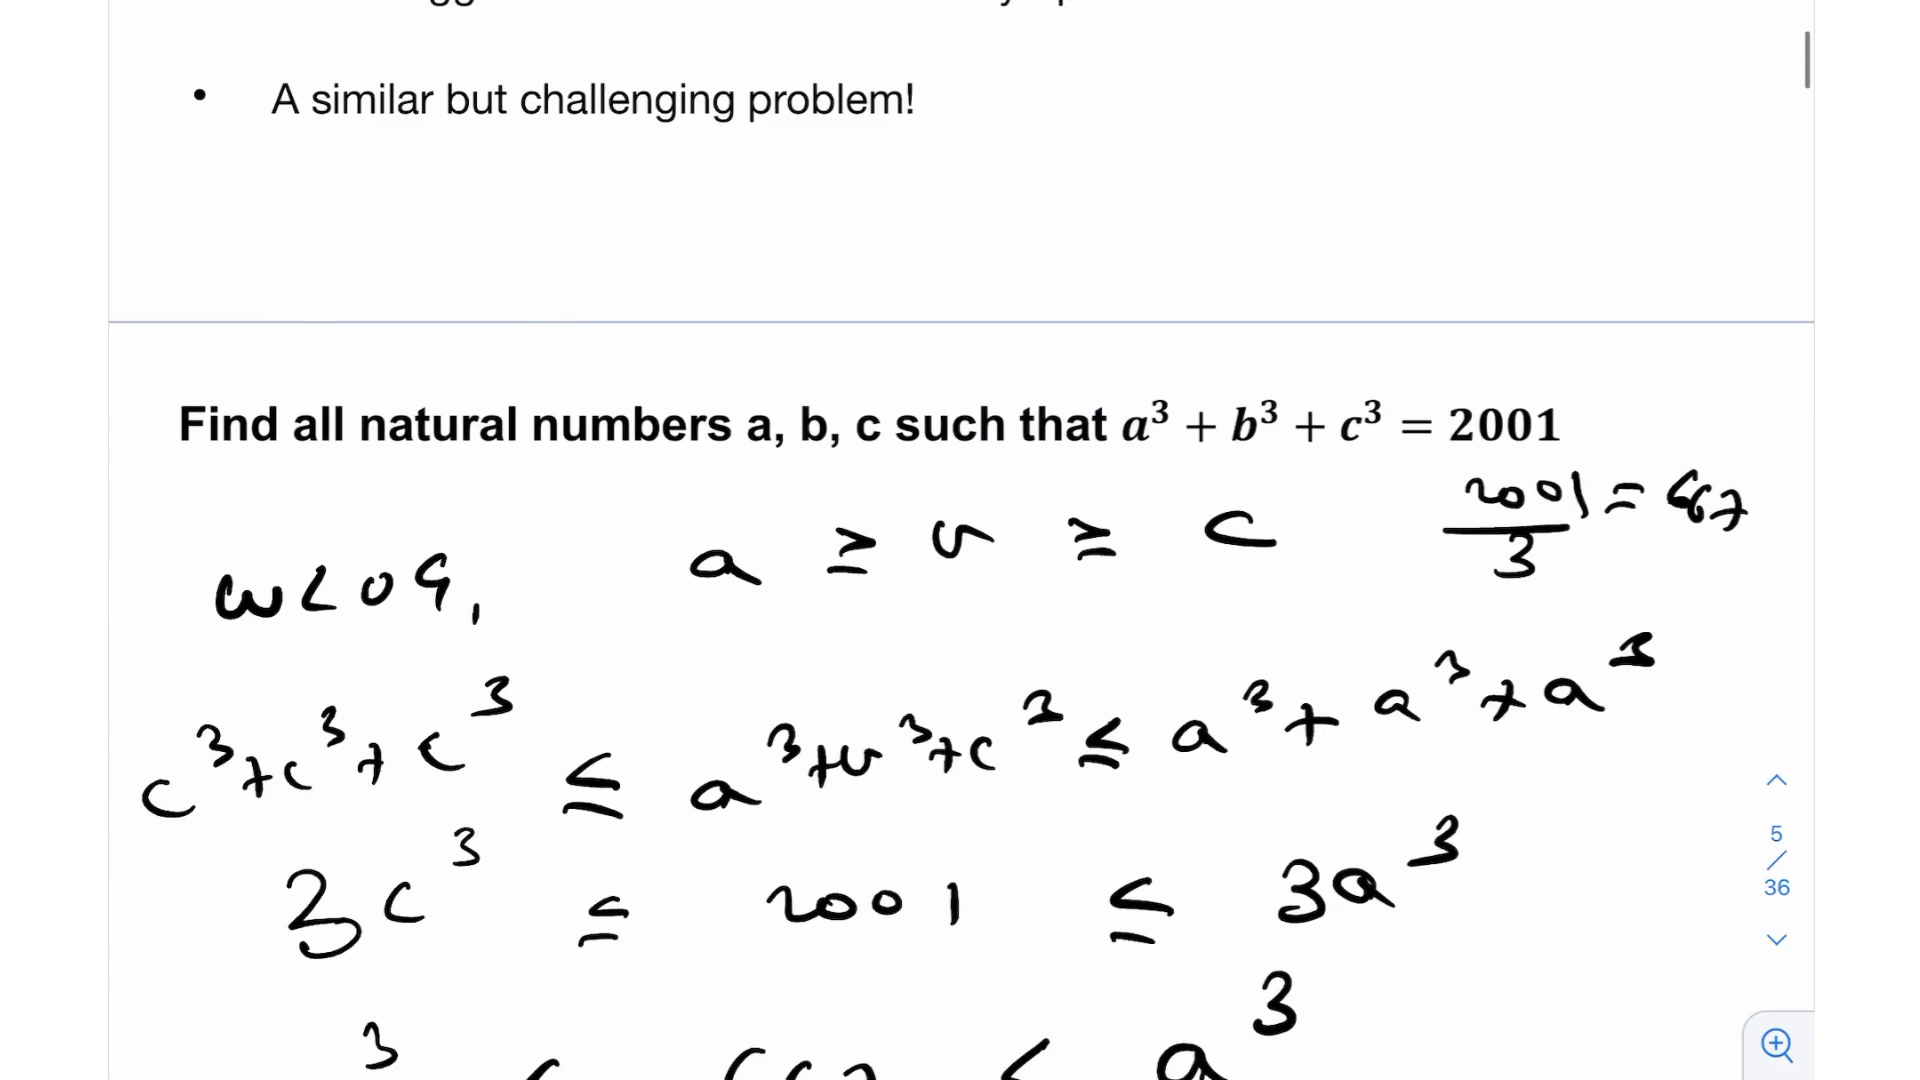 • A similar but challenging problem!
Find all natural numbers a, b, c such that a³ + b³ + c³ = 2001
2001/3 = 667
WLOG, a ≥ b ≥ c
c³+c³+c³ ≤ a³+b³+c³ ≤ a³+a³+a³
3c³ ≤ 2001 ≤ 3a³
5
/
36